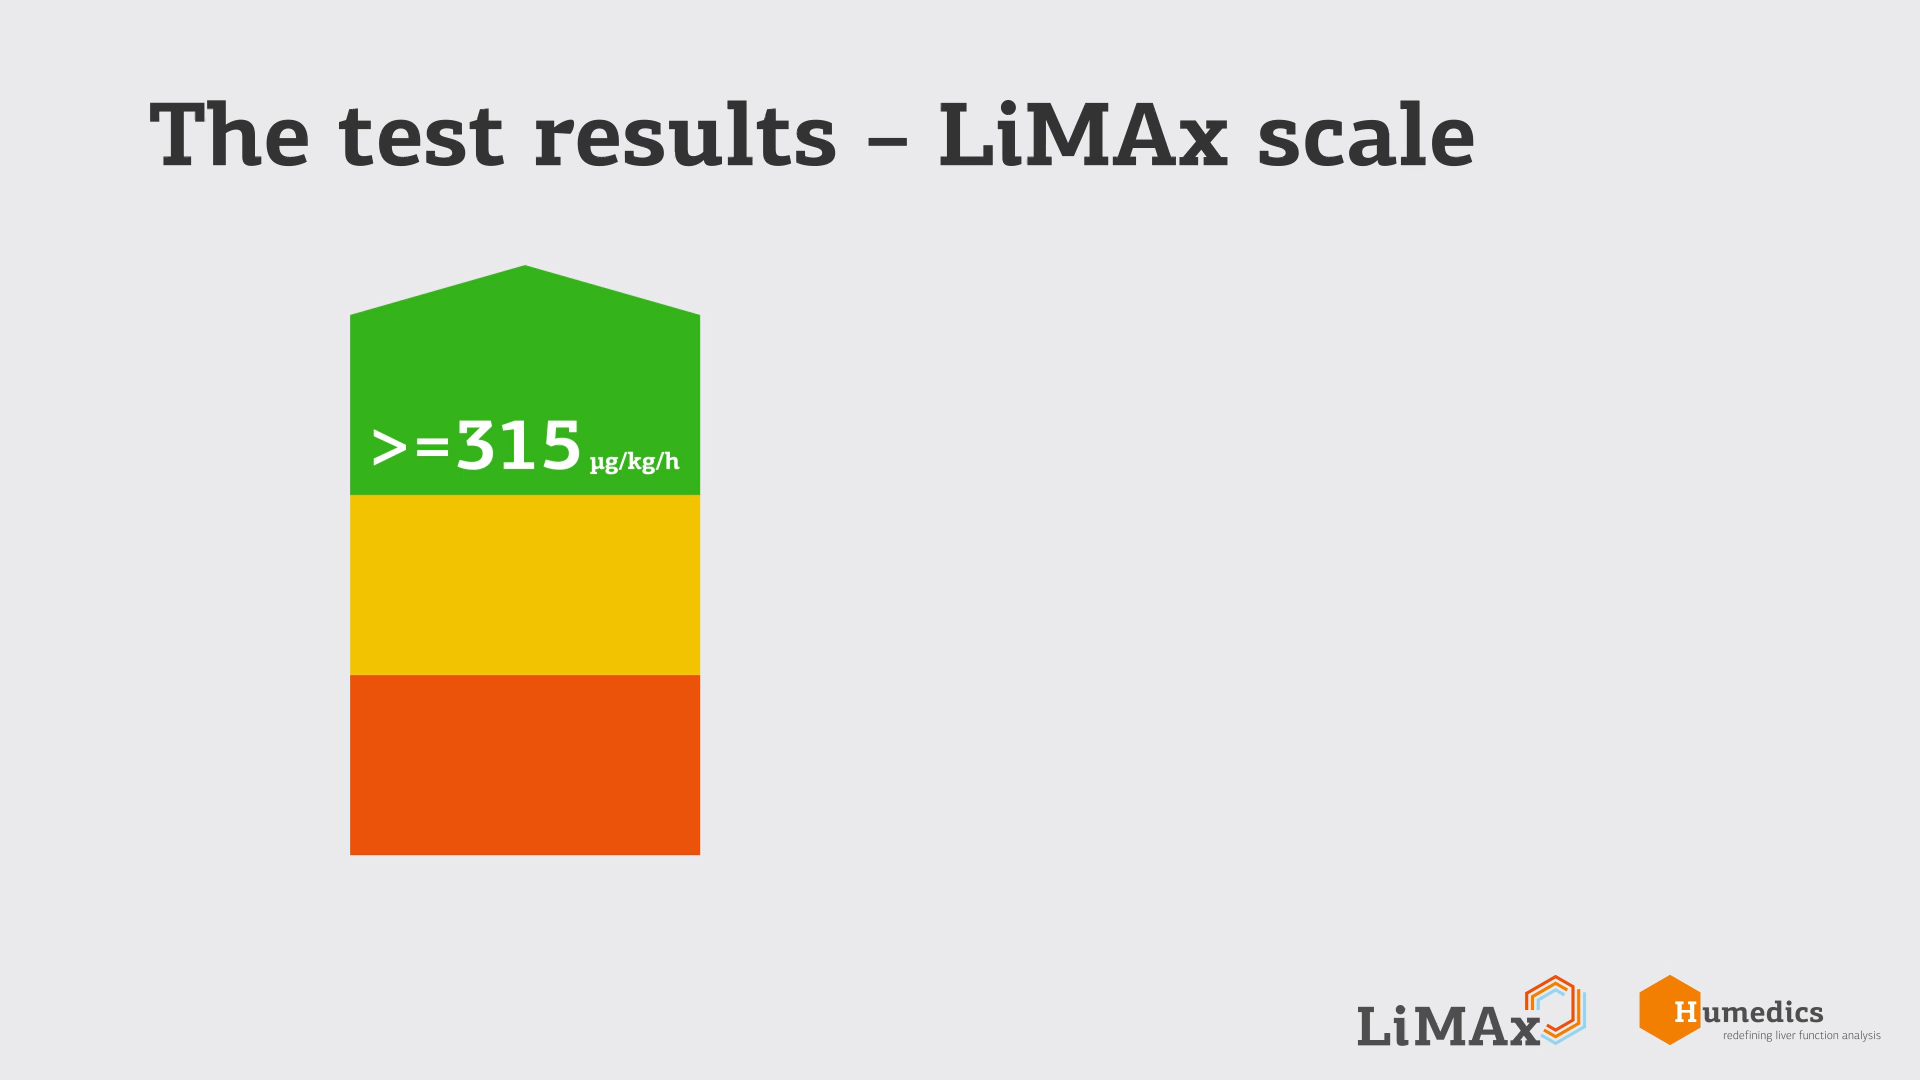 The test results – LiMAx scale
>=315 µg/kg/h
LiMAx
Humedics
redefining liver function analysis